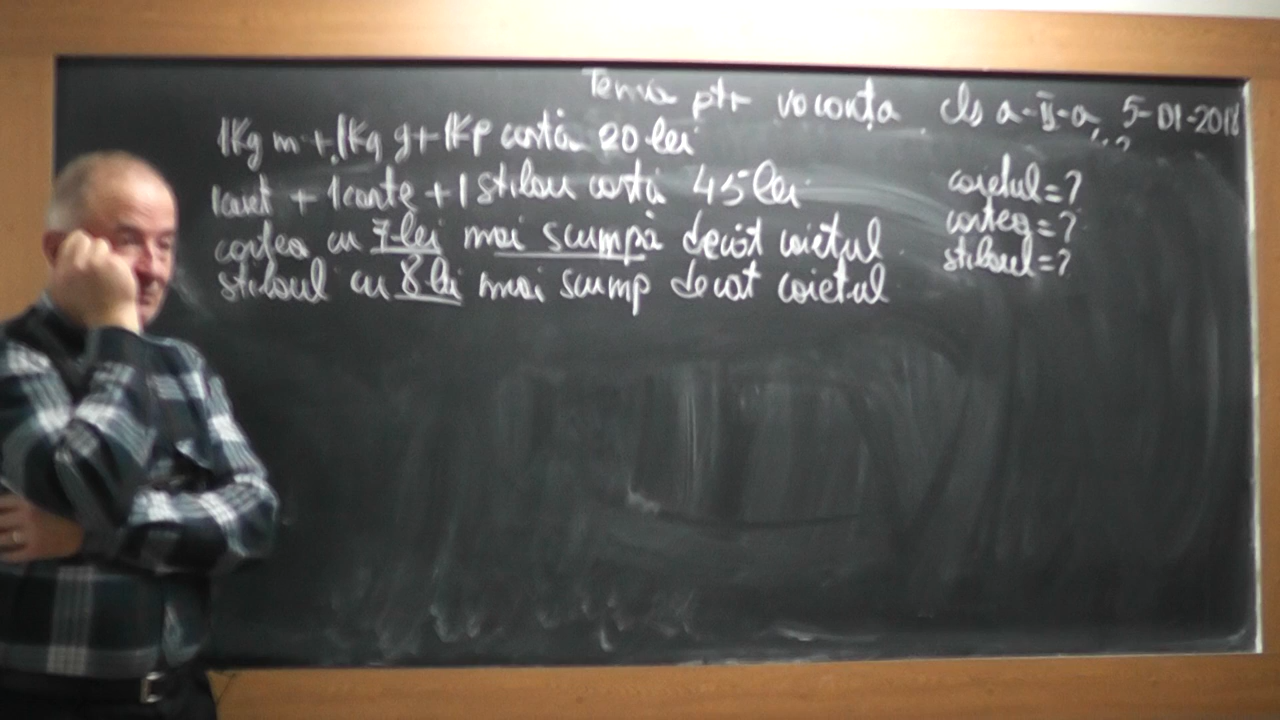 Tema ptr vaconța cls a-II-a, 5-01-2018
1Kg m + 1Kg g + 1Kp costă 20 lei
1caiet + 1carte + 1 stilou costă 45 lei
cartea cu 7 lei mai scumpă decât caietul
stiloul cu 8 lei mai scump decât caietul
caietul = ?
cartea = ?
stiloul = ?